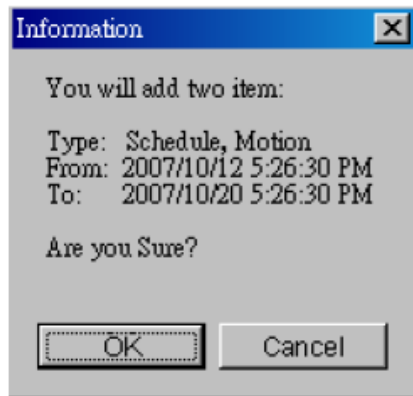 Information
You will add two item:
Type: Schedule, Motion
From: 2007/10/12 5:26:30 PM
To: 2007/10/20 5:26:30 PM
Are you Sure?
OK Cancel